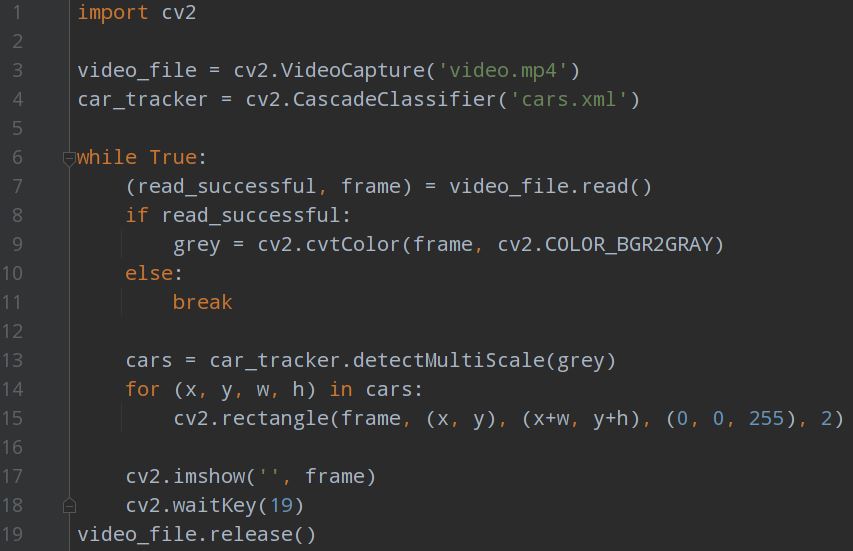 1 import cv2
2
3 video_file = cv2.VideoCapture('video.mp4')
4 car_tracker = cv2.CascadeClassifier('cars.xml')
5
6 while True:
7     (read_successful, frame) = video_file.read()
8     if read_successful:
9         grey = cv2.cvtColor(frame, cv2.COLOR_BGR2GRAY)
10     else:
11         break
12
13     cars = car_tracker.detectMultiScale(grey)
14     for (x, y, w, h) in cars:
15         cv2.rectangle(frame, (x, y), (x+w, y+h), (0, 0, 255), 2)
16
17     cv2.imshow('', frame)
18     cv2.waitKey(19)
19 video_file.release()